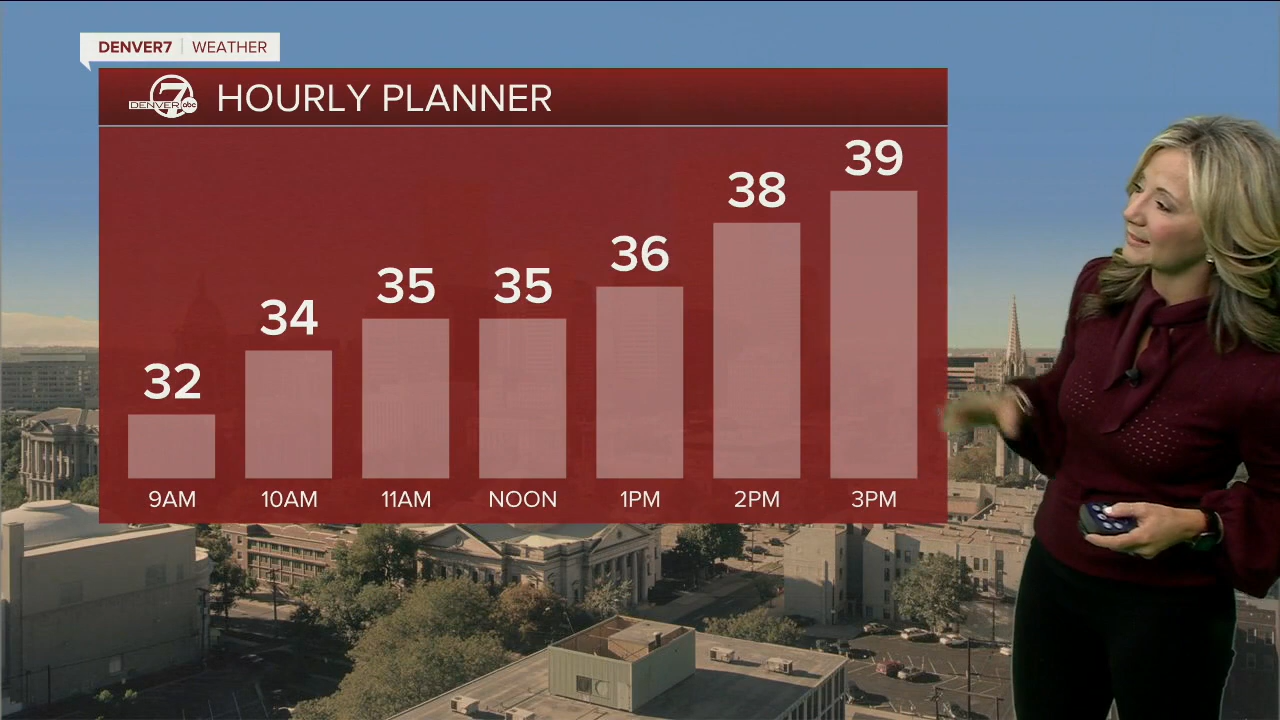 DENVER7 | WEATHER
7 DENVER abc
HOURLY PLANNER
32 34 35 35 36 38 39
9AM 10AM 11AM NOON 1PM 2PM 3PM